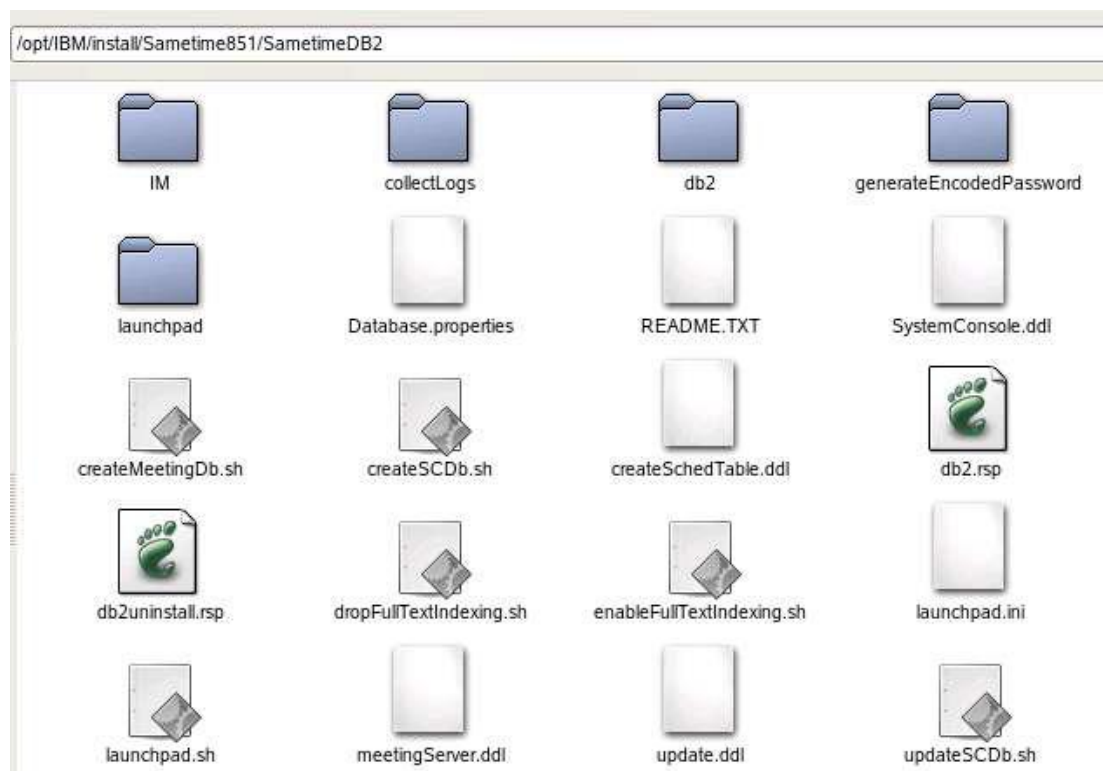 /opt/IBM/install/Sametime851/SametimeDB2
IM
collectLogs
db2
generateEncodedPassword
launchpad
Database.properties
README.TXT
SystemConsole.ddl
createMeetingDb.sh
createSCDb.sh
createSchedTable.ddl
db2.rsp
db2uninstall.rsp
dropFullTextIndexing.sh
enableFullTextIndexing.sh
launchpad.ini
launchpad.sh
meetingServer.ddl
update.ddl
updateSCDb.sh